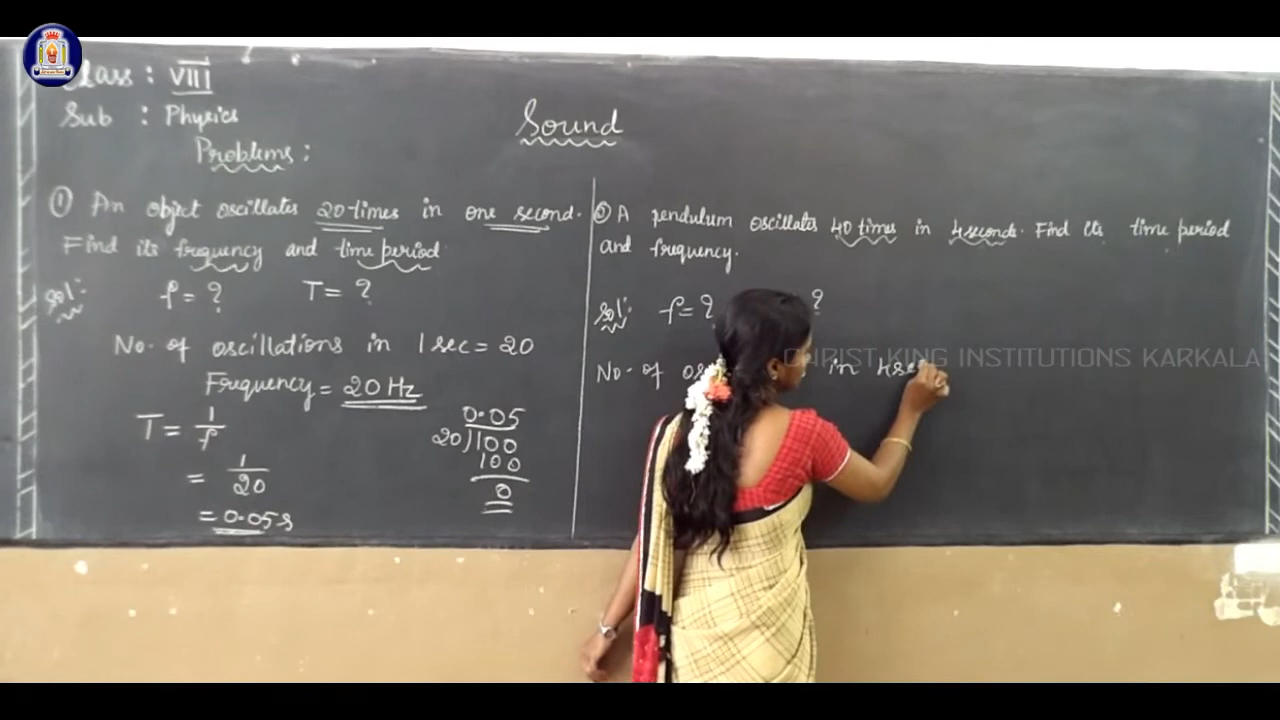 Class : VIII
Sub : Physics
Sound
Problems :
① An object oscillates 20 times in one second.
Find its frequency and time period.
Sol:
f = ? T = ?
No. of oscillations in 1 sec = 20
Frequency = 20 Hz
T = 1/f
= 1/20
= 0.05 s
0.05
20)100
100
0
② A pendulum oscillates 40 times in 4 seconds. Find its time period
and frequency.
Sol: f = ? ?
No. of in 4 sec
CHRIST KING INSTITUTIONS KARKALA